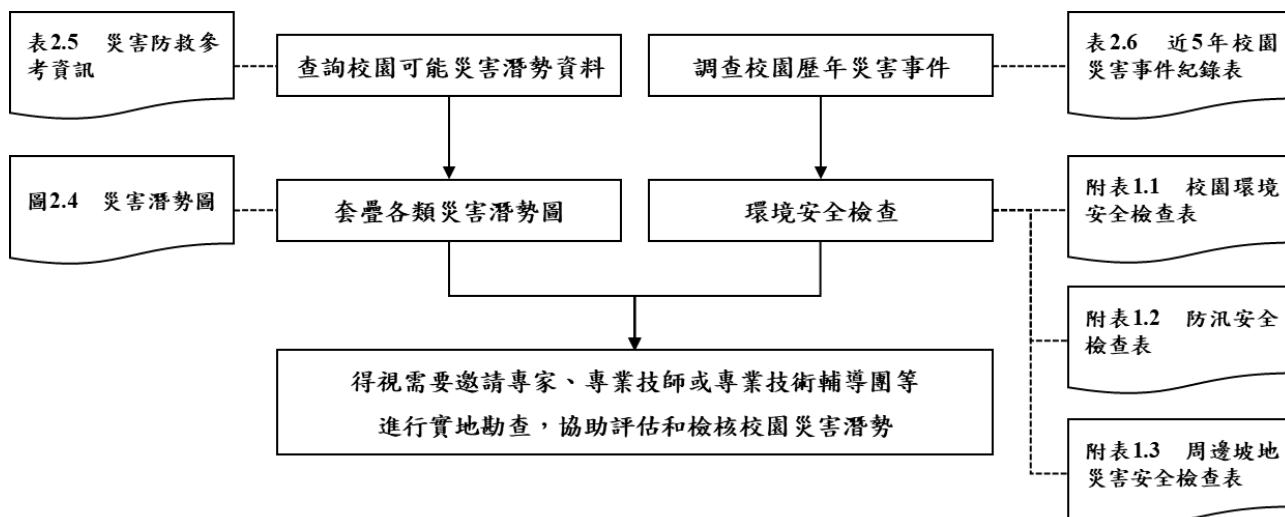 表2.5 災害防救參
考資訊
查詢校園可能災害潛勢資料
調查校園歷年災害事件
表2.6 近5年校園
災害事件紀錄表
圖2.4 災害潛勢圖
套疊各類災害潛勢圖
環境安全檢查
附表1.1 校園環境
安全檢查表
附表1.2 防汛安全
檢查表
得視需要邀請專家、專業技師或專業技術輔導團等
進行實地勘查，協助評估和檢核校園災害潛勢
附表1.3 周邊坡地
災害安全檢查表